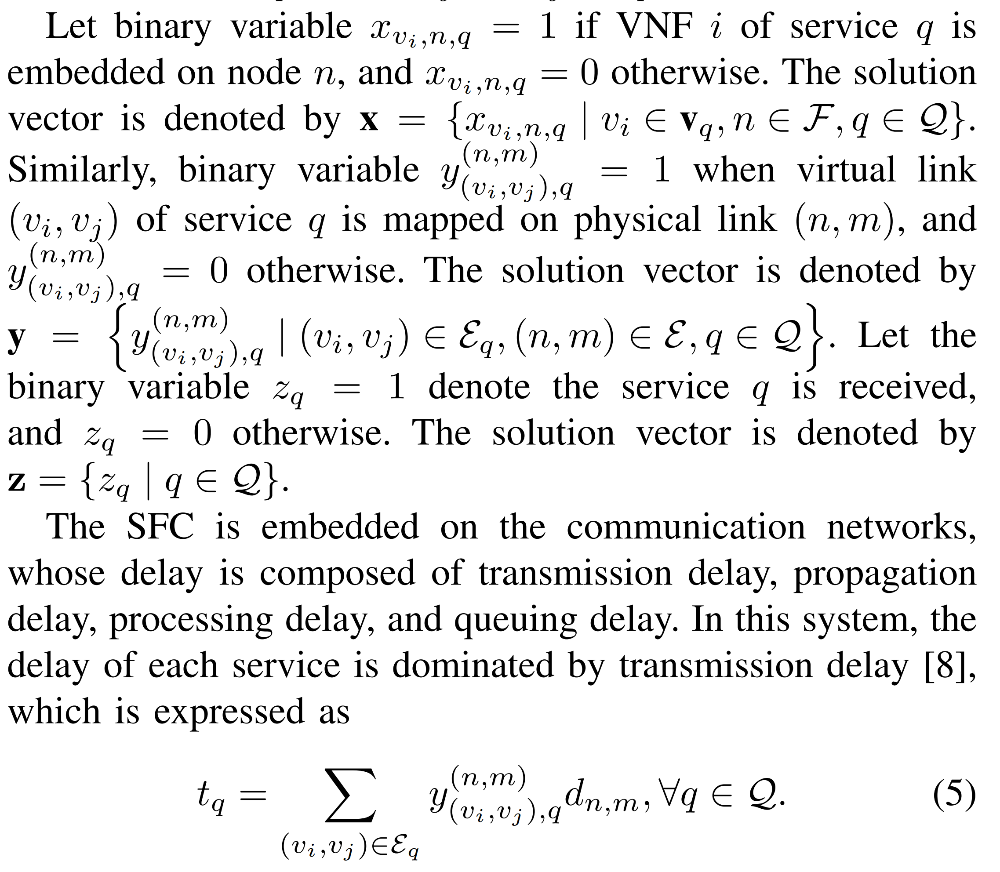 Let binary variable $x_{v_i,n,q} = 1$ if VNF $i$ of service $q$ is
embedded on node $n$, and $x_{v_i,n,q} = 0$ otherwise. The solution
vector is denoted by $\mathbf{x} = \{x_{v_i,n,q} \mid v_i \in \mathbf{v}_q, n \in \mathcal{F}, q \in \mathcal{Q}\}$.
Similarly, binary variable $y_{(v_i,v_j),q}^{(n,m)} = 1$ when virtual link
$(v_i, v_j)$ of service $q$ is mapped on physical link $(n, m)$, and
$y_{(v_i,v_j),q}^{(n,m)} = 0$ otherwise. The solution vector is denoted by
$\mathbf{y} = \left\{ y_{(v_i,v_j),q}^{(n,m)} \mid (v_i, v_j) \in \mathcal{E}_q, (n, m) \in \mathcal{E}, q \in \mathcal{Q} \right\}$. Let the
binary variable $z_q = 1$ denote the service $q$ is received,
and $z_q = 0$ otherwise. The solution vector is denoted by
$\mathbf{z} = \{z_q \mid q \in \mathcal{Q}\}$.
The SFC is embedded on the communication networks,
whose delay is composed of transmission delay, propagation
delay, processing delay, and queuing delay. In this system, the
delay of each service is dominated by transmission delay [8],
which is expressed as
$t_q = \sum_{(v_i,v_j) \in \mathcal{E}_q} y_{(v_i,v_j),q}^{(n,m)} d_{n,m}, \forall q \in \mathcal{Q}.$ (5)